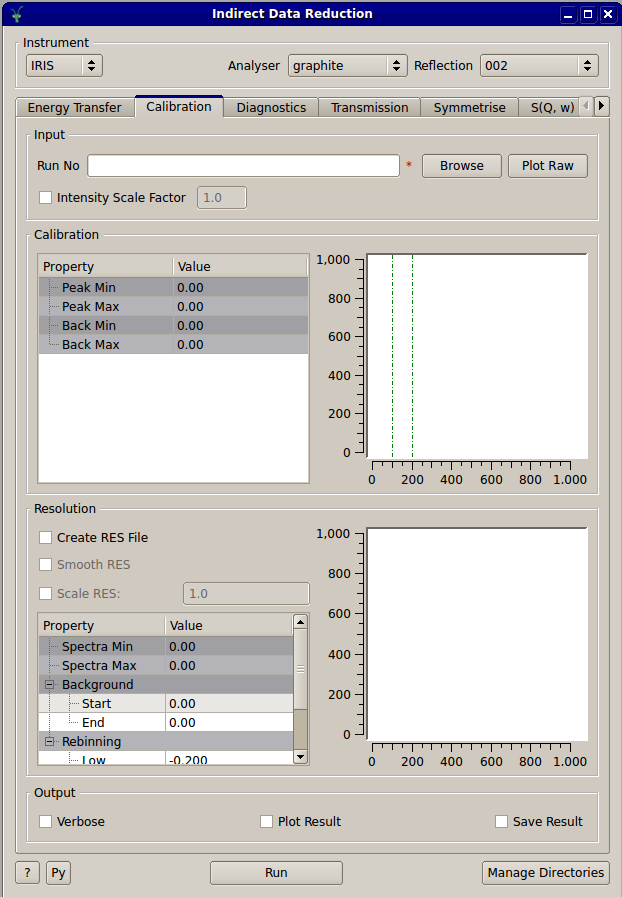 Indirect Data Reduction
Instrument
IRIS Analyser graphite Reflection 002
Energy Transfer Calibration Diagnostics Transmission Symmetrise S(Q, w)
Input
Run No * Browse Plot Raw
Intensity Scale Factor 1.0
Calibration
Property Value
Peak Min 0.00
Peak Max 0.00
Back Min 0.00
Back Max 0.00
1,000
800
600
400
200
0
0 200 400 600 800 1.000
Resolution
Create RES File
Smooth RES
Scale RES: 1.0
Property Value
Spectra Min 0.00
Spectra Max 0.00
Background
Start 0.00
End 0.00
Rebinning
Low -0.200
1,000
800
600
400
200
0
0 200 400 600 800 1.000
Output
Verbose Plot Result Save Result
? Py Run Manage Directories